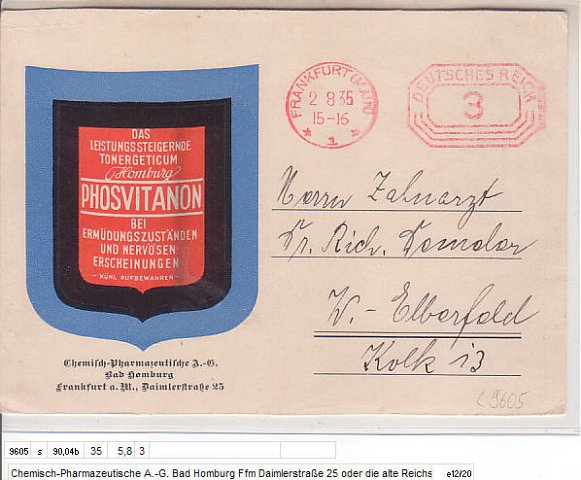 DAS
LEISTUNGSSTEIGERNDE
TONERGETICUM
Homburg
PHOSVITANON
BEI
ERMÜDUNGSZUSTÄNDEN
UND NERVÖSEN
ERSCHEINUNGEN
- KÜHL AUFBEWAHREN -
Chemisch-Pharmazeutische A.-G.
Bad Homburg
Frankfurt a. M., Daimlerstraße 25
FRANKFURT (MAIN)
2 8 35
15-16
* 1 *
DEUTSCHES REICH
3
Herrn Zahnarzt
Dr. Rich. Domdar
W.-Elberfeld
Kolk 13
L 9605
9605 s 90,04b 35 5,8 3
Chemisch-Pharmazeutische A.-G. Bad Homburg Ffm Daimlerstraße 25 oder die alte Reichs e12/20